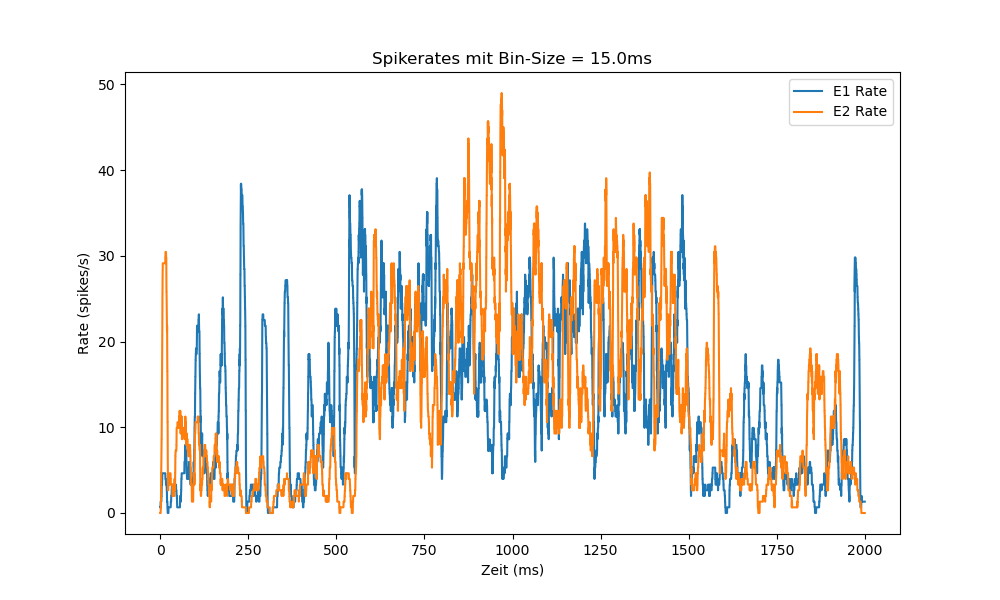 Spikerates mit Bin-Size = 15.0ms
E1 Rate
E2 Rate
Rate (spikes/s)
50
40
30
20
10
0
0 250 500 750 1000 1250 1500 1750 2000
Zeit (ms)